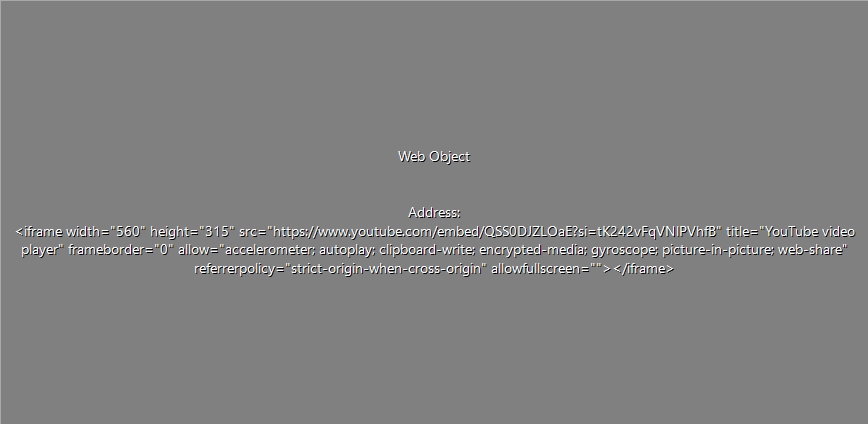 Web Object
Address:
<iframe width="560" height="315" src="https://www.youtube.com/embed/QSS0DJZLOaE?si=tK242vFqVNIPVhfB" title="YouTube video
player" frameborder="0" allow="accelerometer; autoplay; clipboard-write; encrypted-media; gyroscope; picture-in-picture; web-share"
referrerpolicy="strict-origin-when-cross-origin" allowfullscreen=""></iframe>